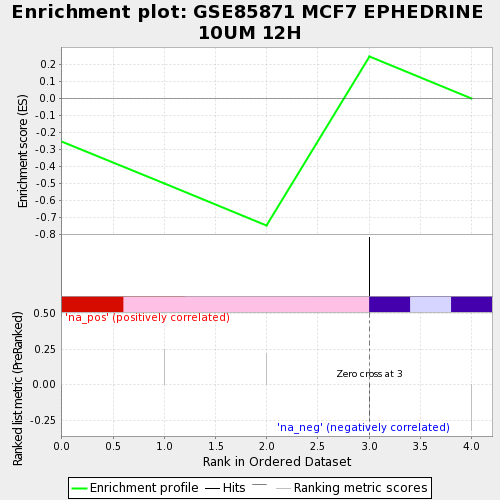 Enrichment plot: GSE85871 MCF7 EPHEDRINE
10UM 12H
Enrichment score (ES)
0.2
0.1
0.0
-0.1
-0.2
-0.3
-0.4
-0.5
-0.6
-0.7
-0.8
'na_pos' (positively correlated)
Ranked list metric (PreRanked)
0.50
0.25
0.00
-0.25
Zero cross at 3
'na_neg' (negatively correlated)
0.0 0.5 1.0 1.5 2.0 2.5 3.0 3.5 4.0
Rank in Ordered Dataset
Enrichment profile Hits Ranking metric scores